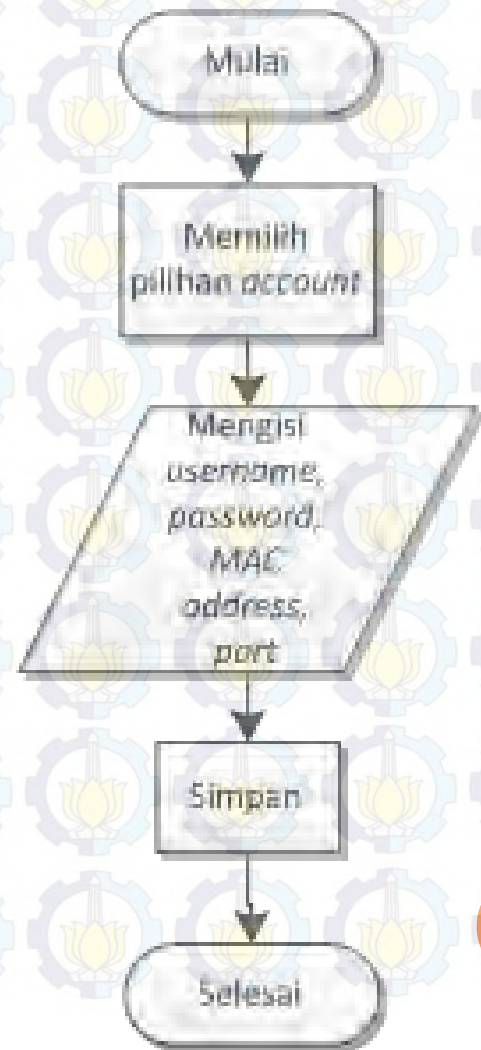 Mulai
Memilih
pilihan account
Mengisi
username,
password,
MAC
address,
port
Simpan
Selesai